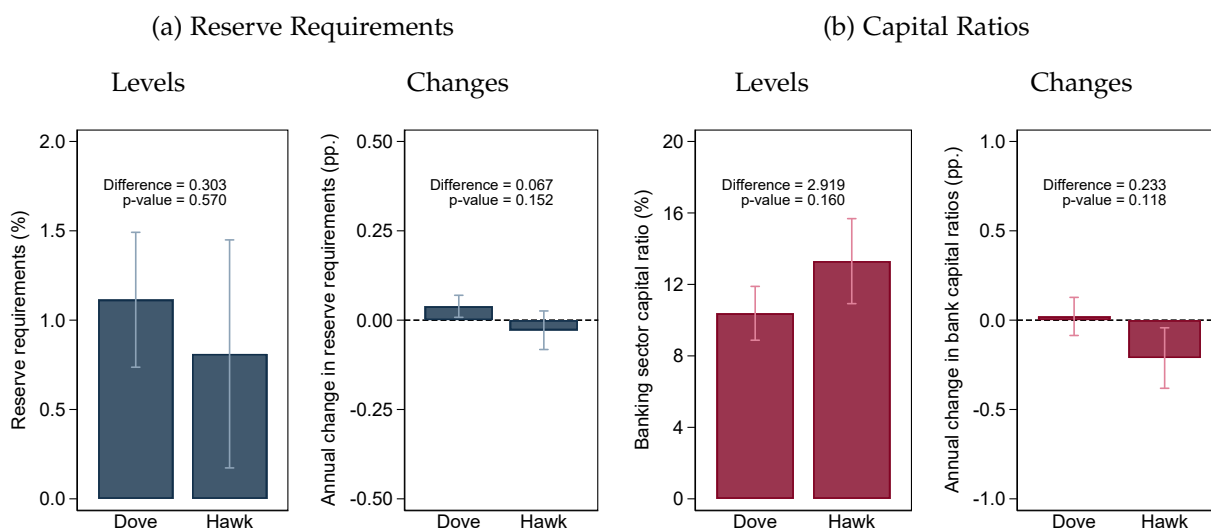 (a) Reserve Requirements
(b) Capital Ratios
Levels
Changes
Levels
Changes
Reserve requirements (%)
2.0
1.5
1.0
0.5
0.0
Difference = 0.303
p-value = 0.570
Dove
Hawk
Annual change in reserve requirements (pp.)
0.50
0.25
0.00
-0.25
-0.50
Difference = 0.067
p-value = 0.152
Dove
Hawk
Banking sector capital ratio (%)
20
16
12
8
4
0
Difference = 2.919
p-value = 0.160
Dove
Hawk
Annual change in bank capital ratios (pp.)
1.0
0.5
0.0
-0.5
-1.0
Difference = 0.233
p-value = 0.118
Dove
Hawk